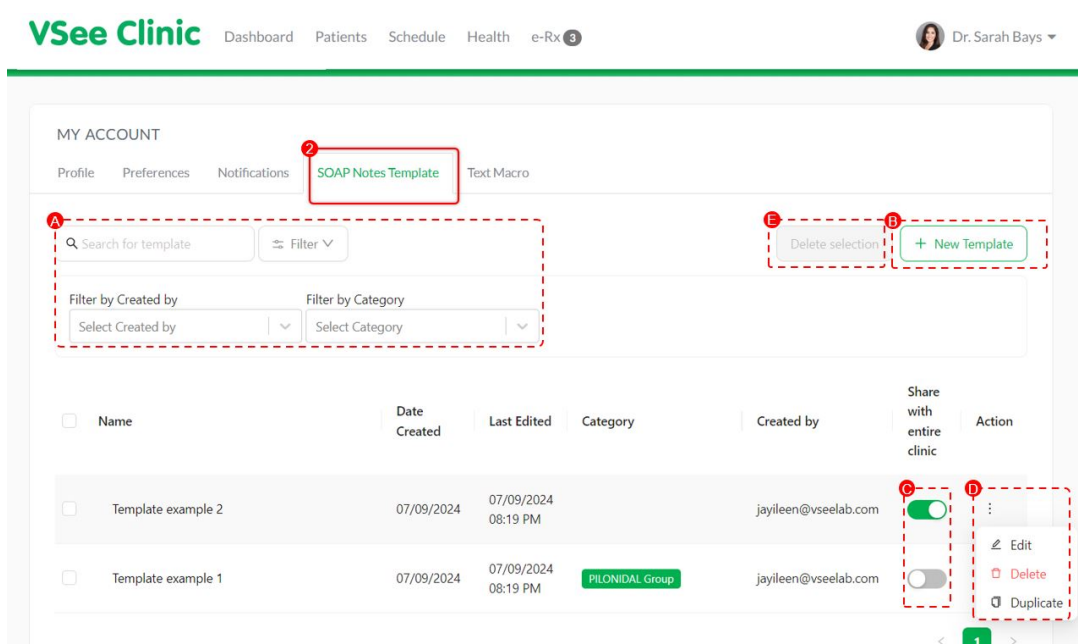 VSee Clinic Dashboard Patients Schedule Health e-Rx 3 Dr. Sarah Bays
MY ACCOUNT
2
Profile Preferences Notifications SOAP Notes Template Text Macro
A E B
Search for template Filter Delete selection + New Template
Filter by Created by Filter by Category
Select Created by Select Category
Name Date Created Last Edited Category Created by Share with entire clinic Action
C D
Template example 2 07/09/2024 07/09/2024 08:19 PM jayileen@vseelab.com
Edit
Template example 1 07/09/2024 07/09/2024 08:19 PM PILONIDAL Group jayileen@vseelab.com
Delete
Duplicate
< 1 >